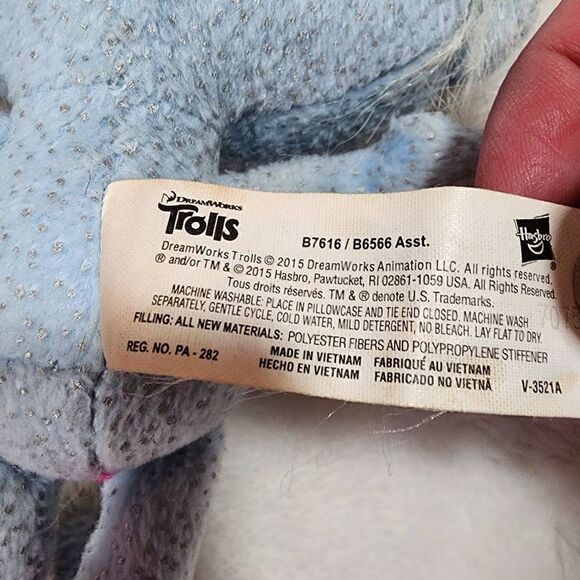 DREAMWORKS
Trolls
Hasbro
B7616 / B6566 Asst.
DreamWorks Trolls © 2015 DreamWorks Animation LLC. All rights reserved.
® and/or TM & © 2015 Hasbro, Pawtucket, RI 02861-1059 USA. All Rights Reserved.
Tous droits réservés. TM & ® denote U.S. Trademarks.
MACHINE WASHABLE: PLACE IN PILLOWCASE AND TIE END CLOSED. MACHINE WASH
SEPARATELY, GENTLE CYCLE, COLD WATER, MILD DETERGENT, NO BLEACH. LAY FLAT TO DRY.
FILLING: ALL NEW MATERIALS: POLYESTER FIBERS AND POLYPROPYLENE STIFFENER
REG. NO. PA - 282
MADE IN VIETNAM FABRIQUÉ AU VIETNAM
HECHO EN VIETNAM FABRICADO NO VIETNÃ
V-3521A